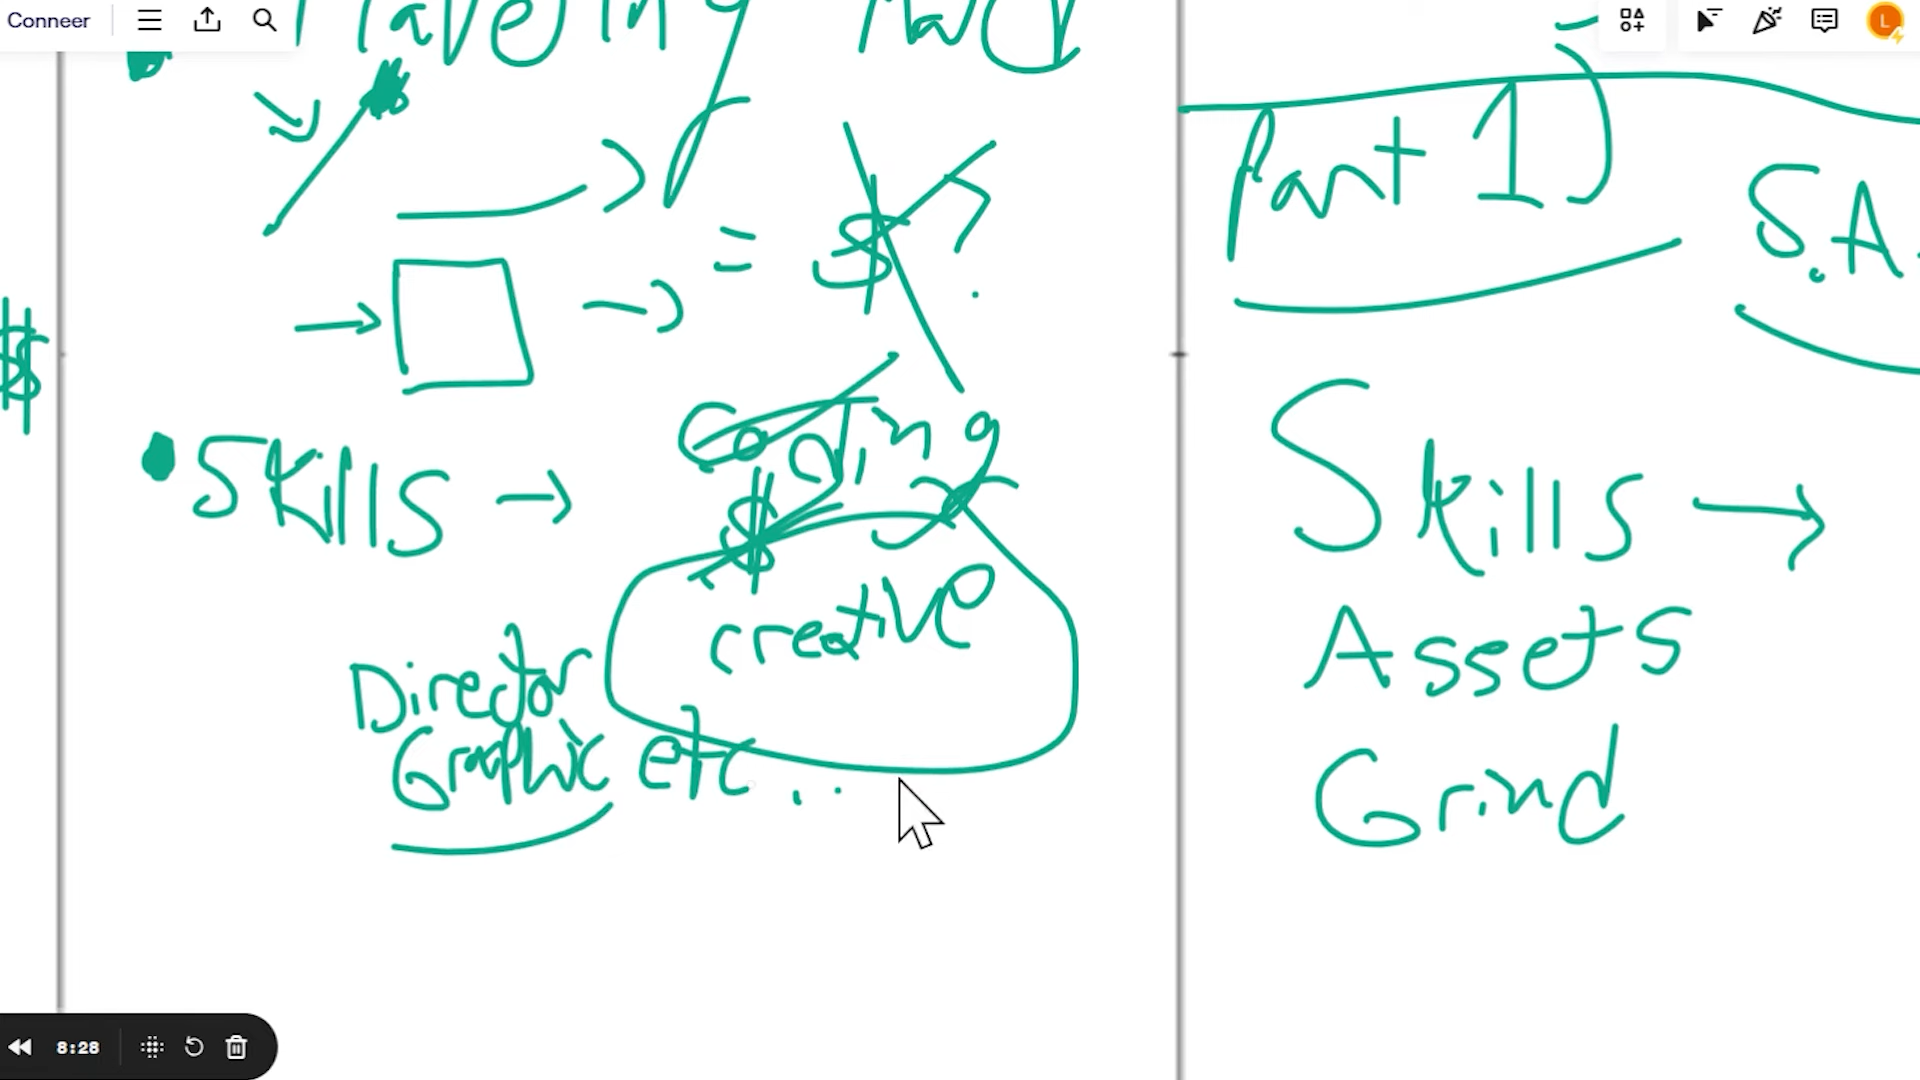 Conneer
L
Part 1)
S.A.
= $ ?
$
• Skills → Coding
$
creative
Director
Graphic etc...
Skills →
Assets
Grind
8:28